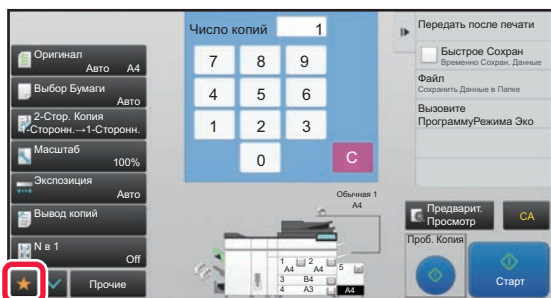 Число копий 1
Передать после печати
Оригинал
Авто A4
Быстрое Сохран
Временно Сохран. Данные
7 8 9
Выбор Бумаги
Авто
Файл
Сохранить Данные в Папке
4 5 6
2-Стор. Копия
1-Сторонн.→1-Сторонн.
Вызовите
ПрограммуРежима Эко
1 2 3
Масштаб
100%
0 C
Экспозиция
Авто
Обычная 1
A4
Вывод копий
Предварит.
Просмотр
CA
N в 1
Off
Проб. Копия
1 2 5
A4 A4
3 B4
4 A3 A4
Прочие
Старт